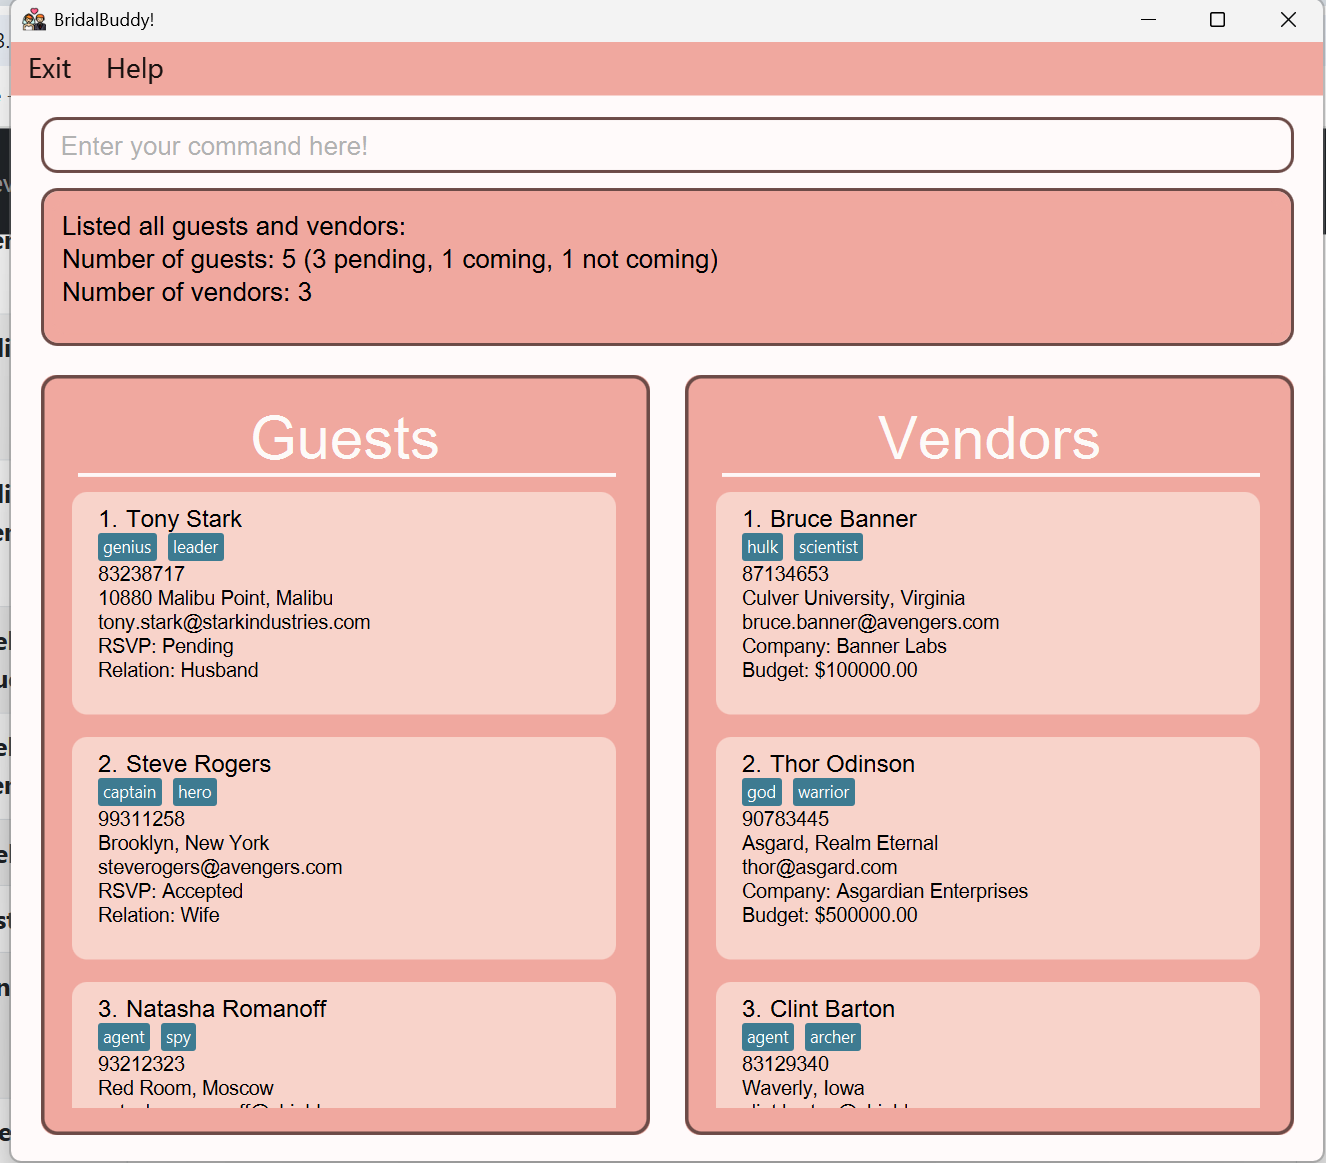 BridalBuddy!
Exit Help
Enter your command here!
Listed all guests and vendors:
Number of guests: 5 (3 pending, 1 coming, 1 not coming)
Number of vendors: 3
Guests
1. Tony Stark
genius leader
83238717
10880 Malibu Point, Malibu
tony.stark@starkindustries.com
RSVP: Pending
Relation: Husband
2. Steve Rogers
captain hero
99311258
Brooklyn, New York
steverogers@avengers.com
RSVP: Accepted
Relation: Wife
3. Natasha Romanoff
agent spy
93212323
Red Room, Moscow
Vendors
1. Bruce Banner
hulk scientist
87134653
Culver University, Virginia
bruce.banner@avengers.com
Company: Banner Labs
Budget: $100000.00
2. Thor Odinson
god warrior
90783445
Asgard, Realm Eternal
thor@asgard.com
Company: Asgardian Enterprises
Budget: $500000.00
3. Clint Barton
agent archer
83129340
Waverly, Iowa